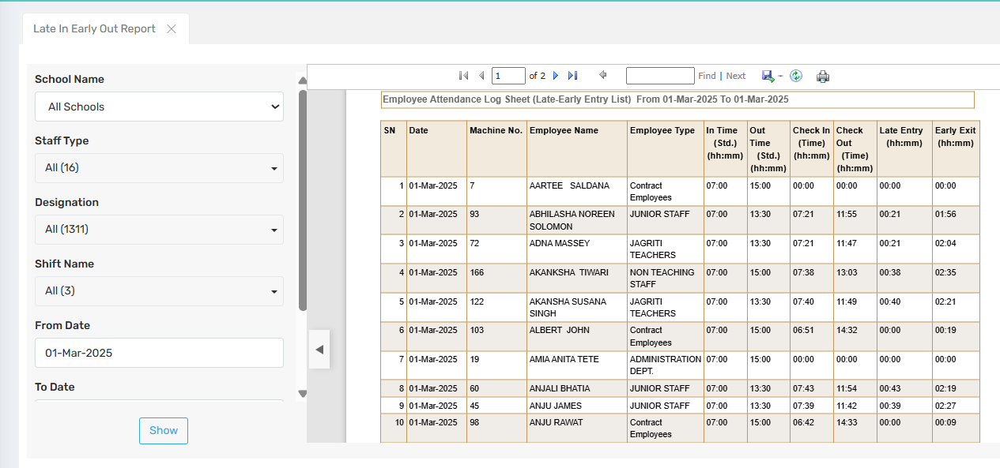 Late In Early Out Report
School Name
All Schools
Staff Type
All (16)
Designation
All (1311)
Shift Name
All (3)
From Date
01-Mar-2025
To Date
Show
1 of 2 Find | Next
Employee Attendance Log Sheet (Late-Early Entry List) From 01-Mar-2025 To 01-Mar-2025
SN Date Machine No. Employee Name Employee Type In Time (Std.) (hh:mm) Out Time (Std.) (hh:mm) Check In (Time) (hh:mm) Check Out (Time) (hh:mm) Late Entry (hh:mm) Early Exit (hh:mm)
1 01-Mar-2025 7 AARTEE SALDANA Contract Employees 07:00 15:00 00:00 00:00 00:00 00:00
2 01-Mar-2025 93 ABHILASHA NOREEN SOLOMON JUNIOR STAFF 07:00 13:30 07:21 11:55 00:21 01:56
3 01-Mar-2025 72 ADNA MASSEY JAGRITI TEACHERS 07:00 13:30 07:21 11:47 00:21 02:04
4 01-Mar-2025 166 AKANKSHA TIWARI NON TEACHING STAFF 07:00 15:00 07:38 13:03 00:38 02:35
5 01-Mar-2025 122 AKANSHA SUSANA SINGH JAGRITI TEACHERS 07:00 13:30 07:40 11:49 00:40 02:21
6 01-Mar-2025 103 ALBERT JOHN Contract Employees 07:00 15:00 06:51 14:32 00:00 00:19
7 01-Mar-2025 19 AMIA ANITA TETE ADMINISTRATION DEPT. 07:00 15:00 00:00 00:00 00:00 00:00
8 01-Mar-2025 60 ANJALI BHATIA JUNIOR STAFF 07:00 13:30 07:43 11:54 00:43 02:19
9 01-Mar-2025 45 ANJU JAMES JUNIOR STAFF 07:00 13:30 07:39 11:42 00:39 02:27
10 01-Mar-2025 98 ANJU RAWAT Contract Employees 07:00 15:00 06:42 14:33 00:00 00:09